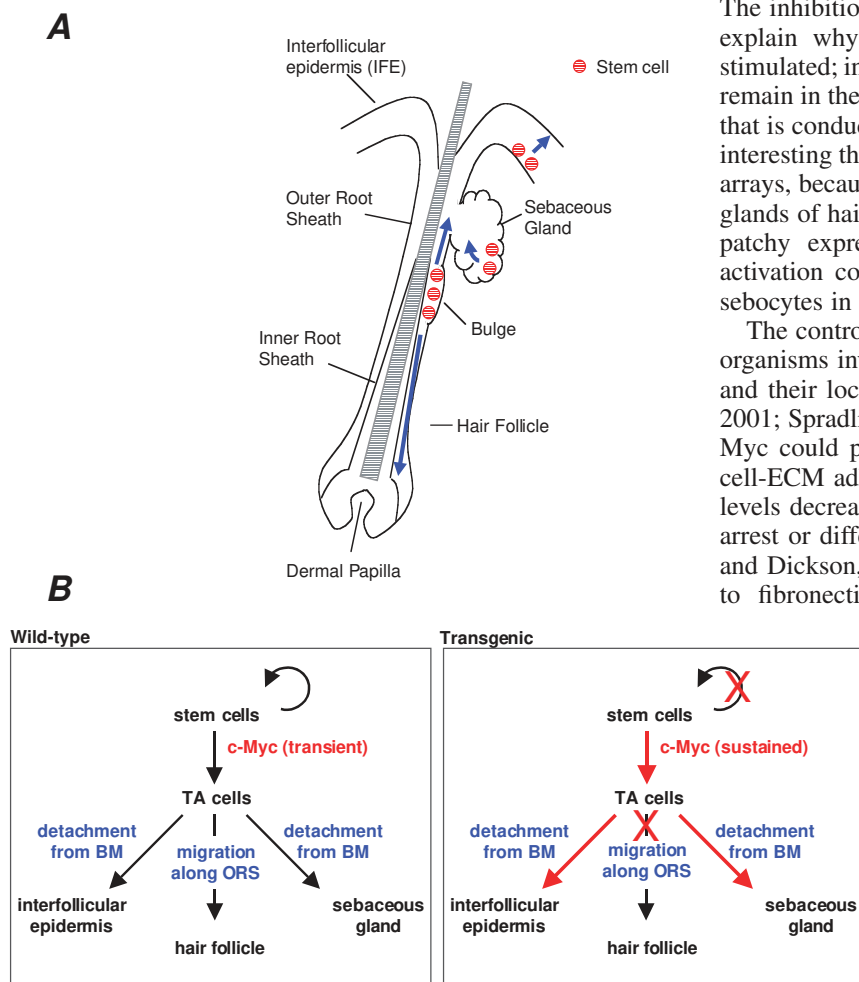 A
Interfollicular
epidermis (IFE)
Stem cell
Outer Root
Sheath
Sebaceous
Gland
Inner Root
Sheath
Bulge
Hair Follicle
Dermal Papilla
The inhibition
explain why
stimulated; in
remain in the
that is conduc
interesting th
arrays, becau
glands of hai
patchy expre
activation co
sebocytes in
The contro
organisms inv
and their loc
2001; Spradli
Myc could p
cell-ECM ad
levels decrea
arrest or diffe
and Dickson,
to fibronecti
B
Wild-type
stem cells
c-Myc (transient)
TA cells
detachment
from BM
migration
along ORS
detachment
from BM
interfollicular
epidermis
hair follicle
sebaceous
gland
Transgenic
X
stem cells
c-Myc (sustained)
TA cells
X
detachment
from BM
migration
along ORS
detachment
from BM
interfollicular
epidermis
hair follicle
sebaceous
gland